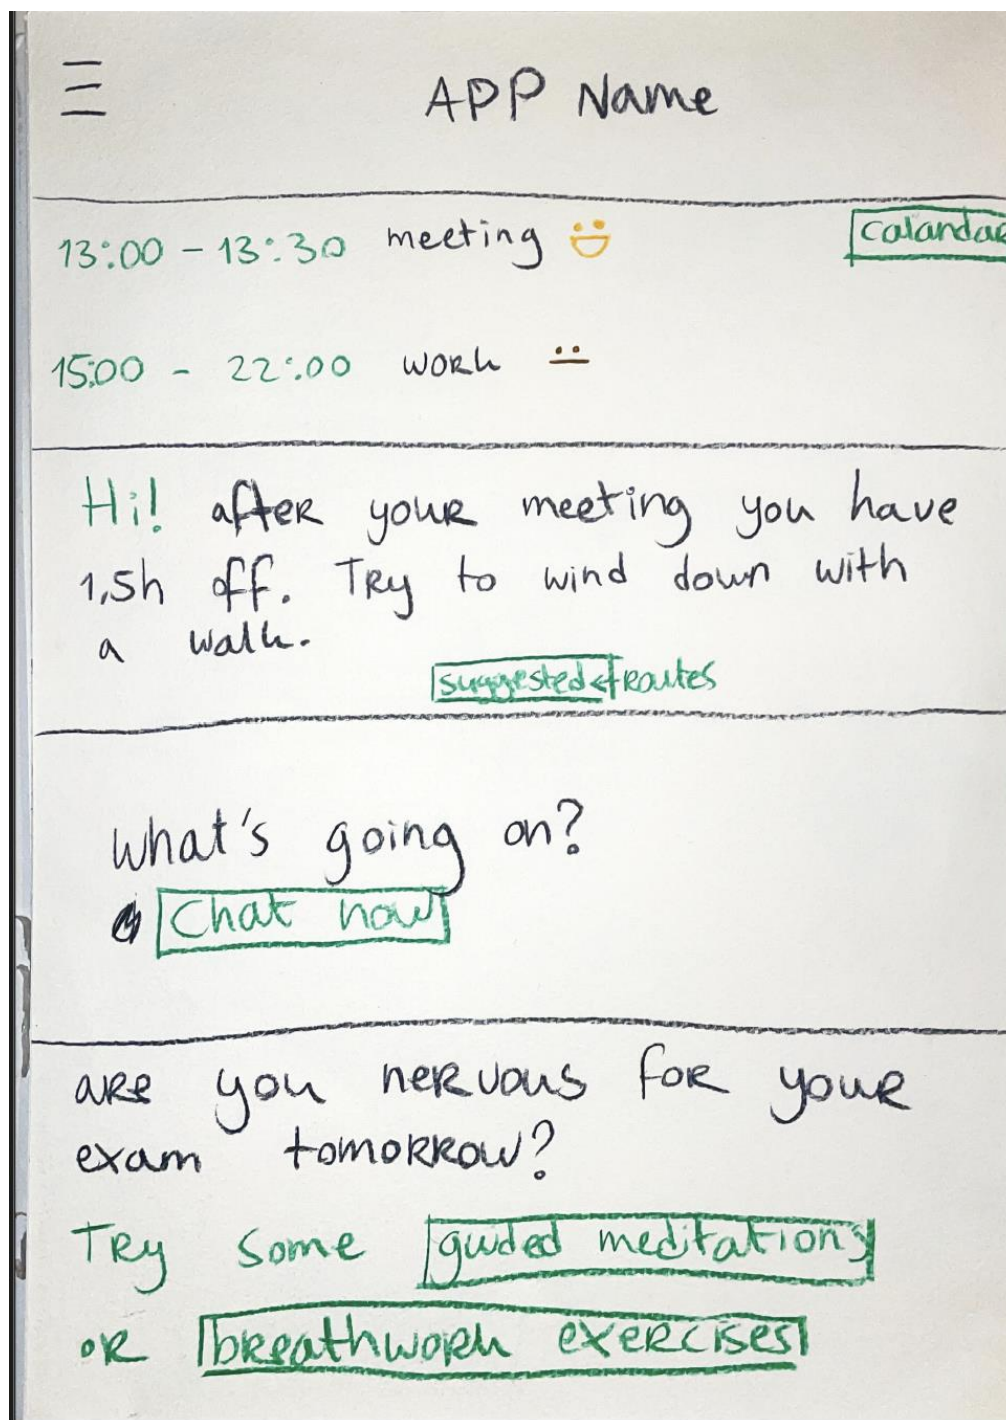 APP Name
13:00 - 13:30 meeting
calandar
15:00 - 22:00 work
Hi! after your meeting you have
1,5h off. Try to wind down with
a walk.
suggested routes
what's going on?
Chat now
are you nervous for your
exam tomorrow?
Try some guided meditation
or breathwork exercises